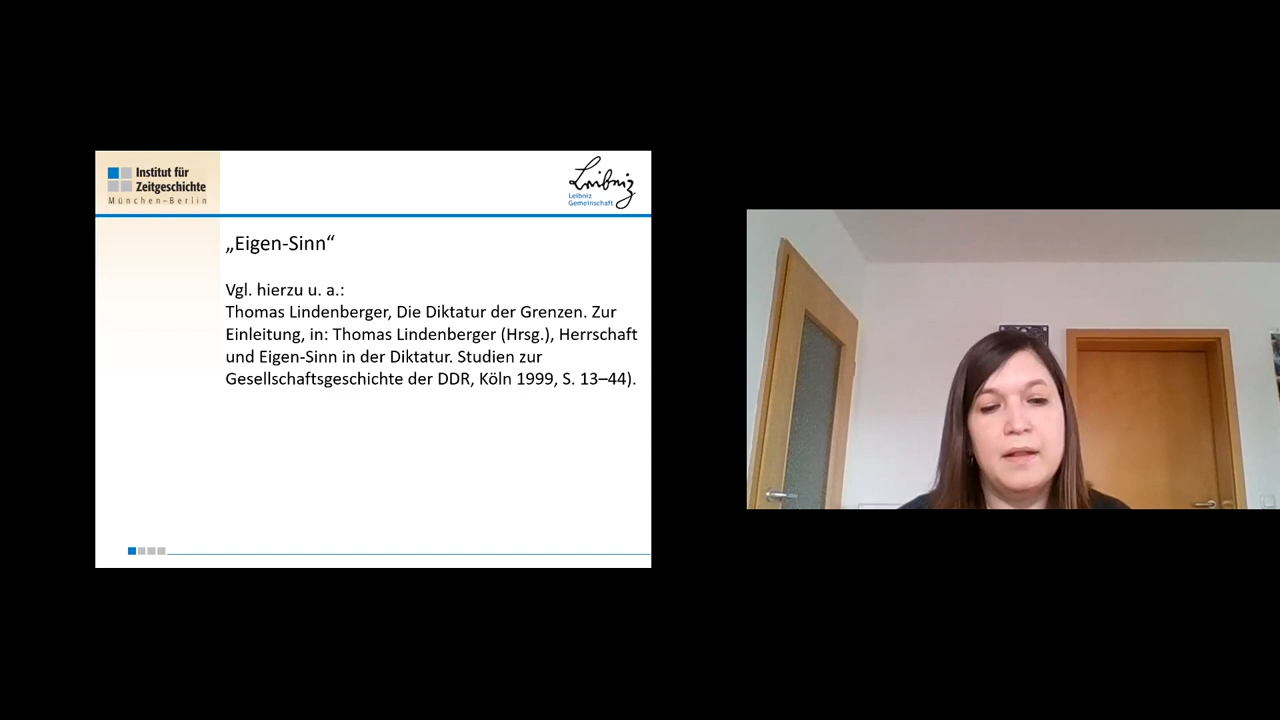 Institut für
Zeitgeschichte
München–Berlin
Leibniz
Leibniz
Gemeinschaft
„Eigen-Sinn“
Vgl. hierzu u. a.:
Thomas Lindenberger, Die Diktatur der Grenzen. Zur
Einleitung, in: Thomas Lindenberger (Hrsg.), Herrschaft
und Eigen-Sinn in der Diktatur. Studien zur
Gesellschaftsgeschichte der DDR, Köln 1999, S. 13–44).